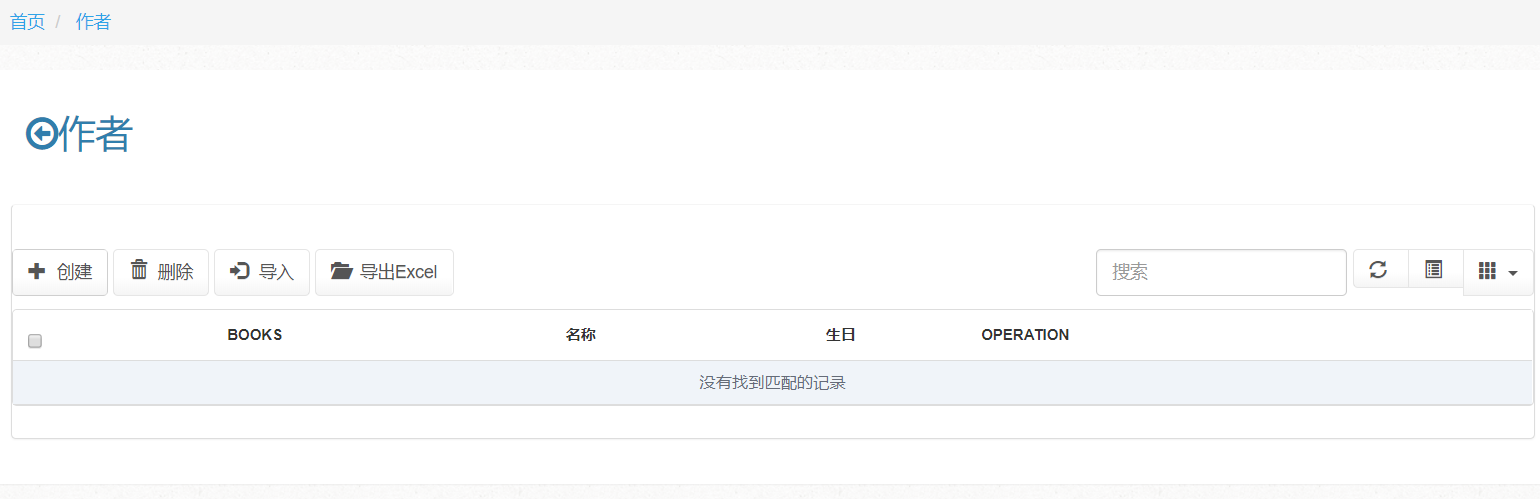 首页 / 作者
作者
创建 删除 导入 导出Excel 搜索
BOOKS 名称 生日 OPERATION
没有找到匹配的记录